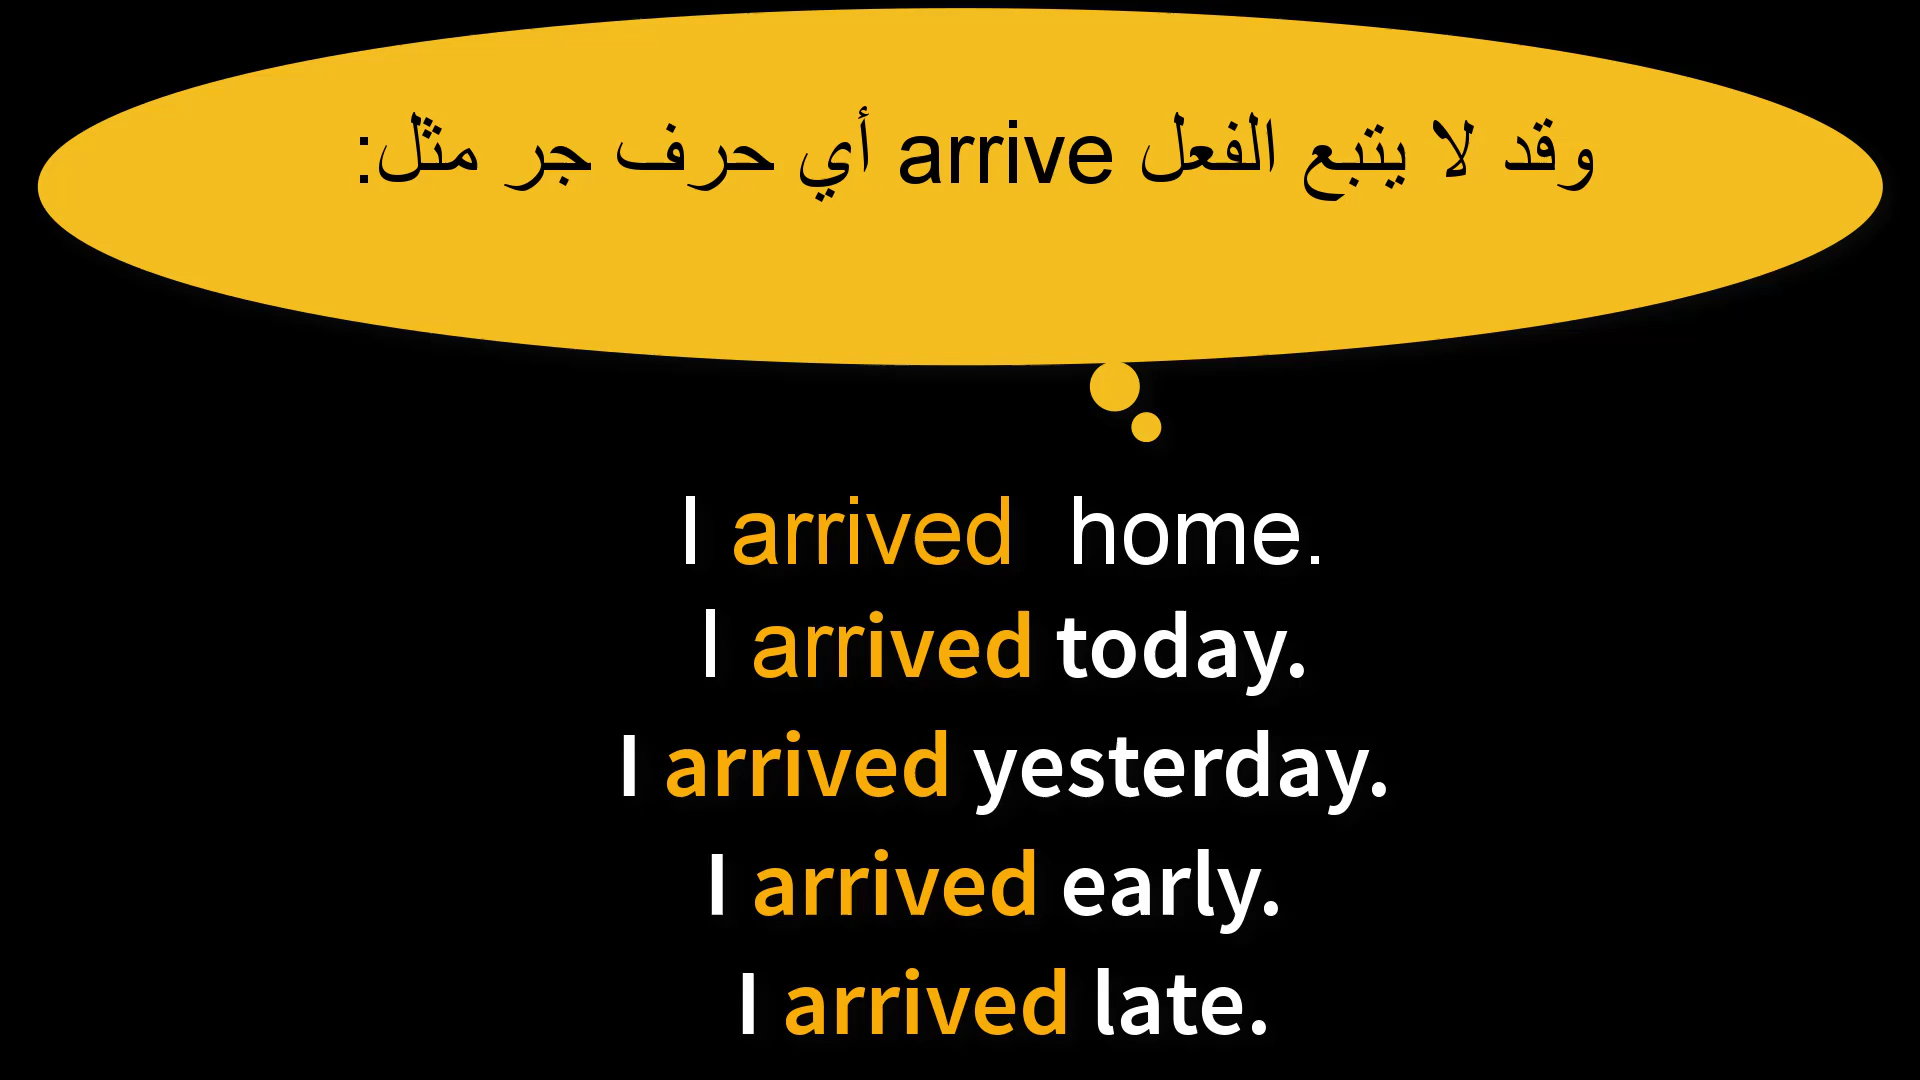 وقد لا يتبع الفعل arrive أي حرف جر مثل:
I arrived  home.
I arrived today.
I arrived yesterday.
I arrived early.
I arrived late.